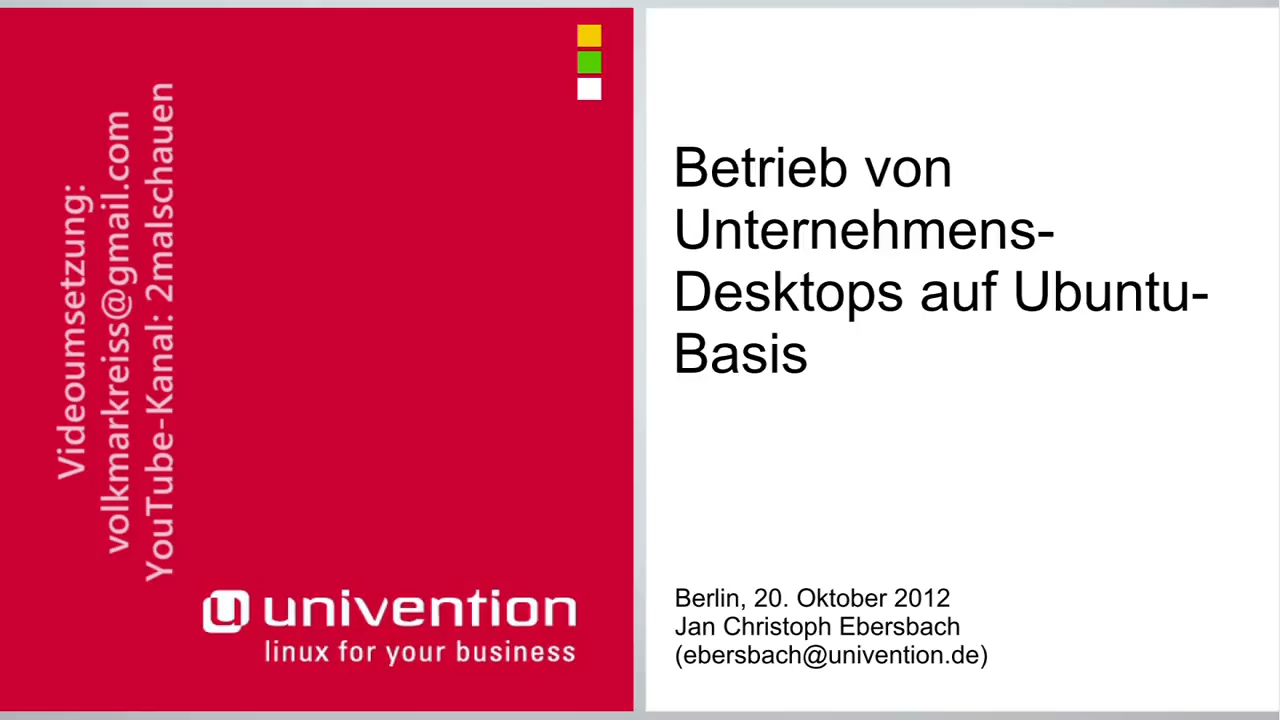 Videoumsetzung:
volkmarkreiss@gmail.com
YouTube-Kanal: 2malschauen
univention
linux for your business
Betrieb von
Unternehmens-
Desktops auf Ubuntu-
Basis
Berlin, 20. Oktober 2012
Jan Christoph Ebersbach
(ebersbach@univention.de)